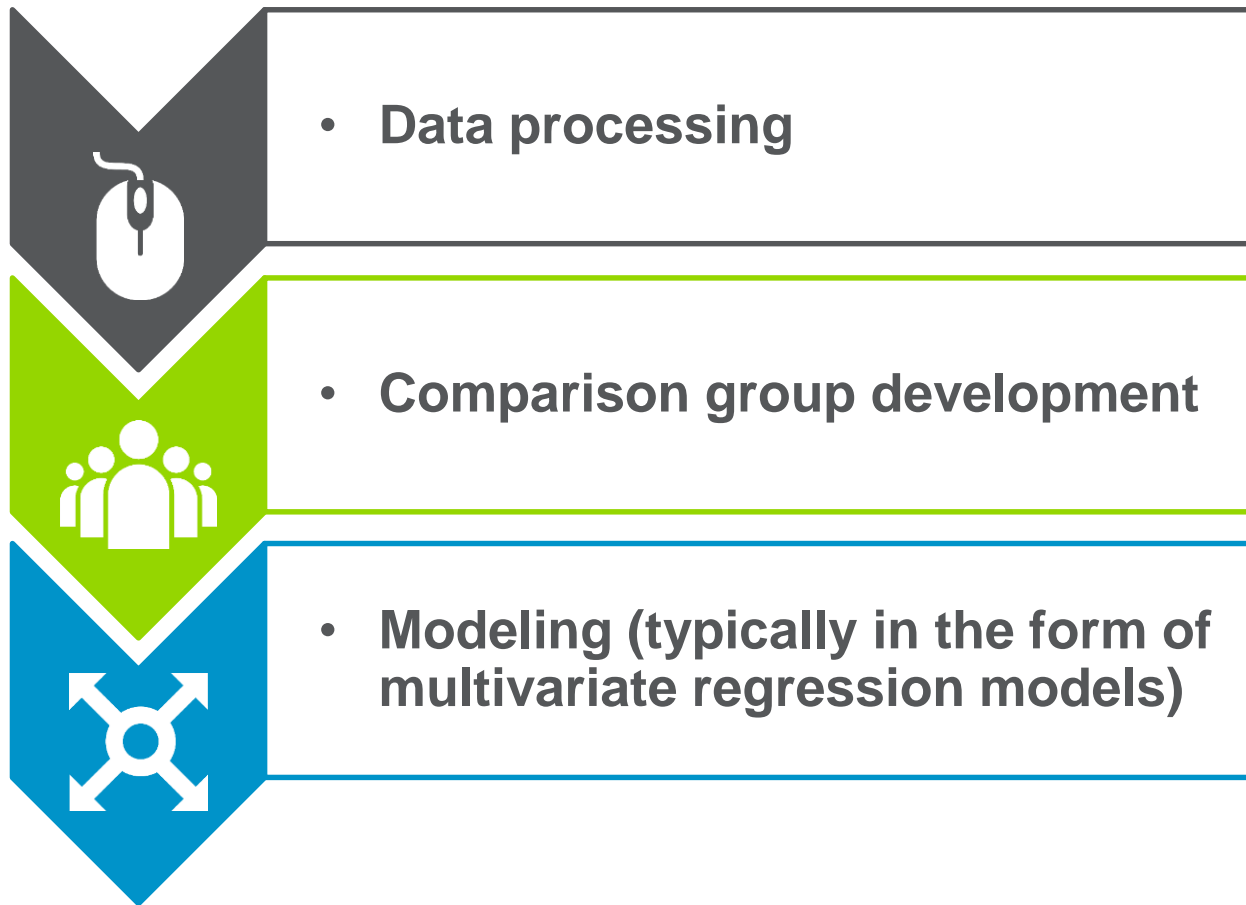 • Data processing
• Comparison group development
• Modeling (typically in the form of
multivariate regression models)